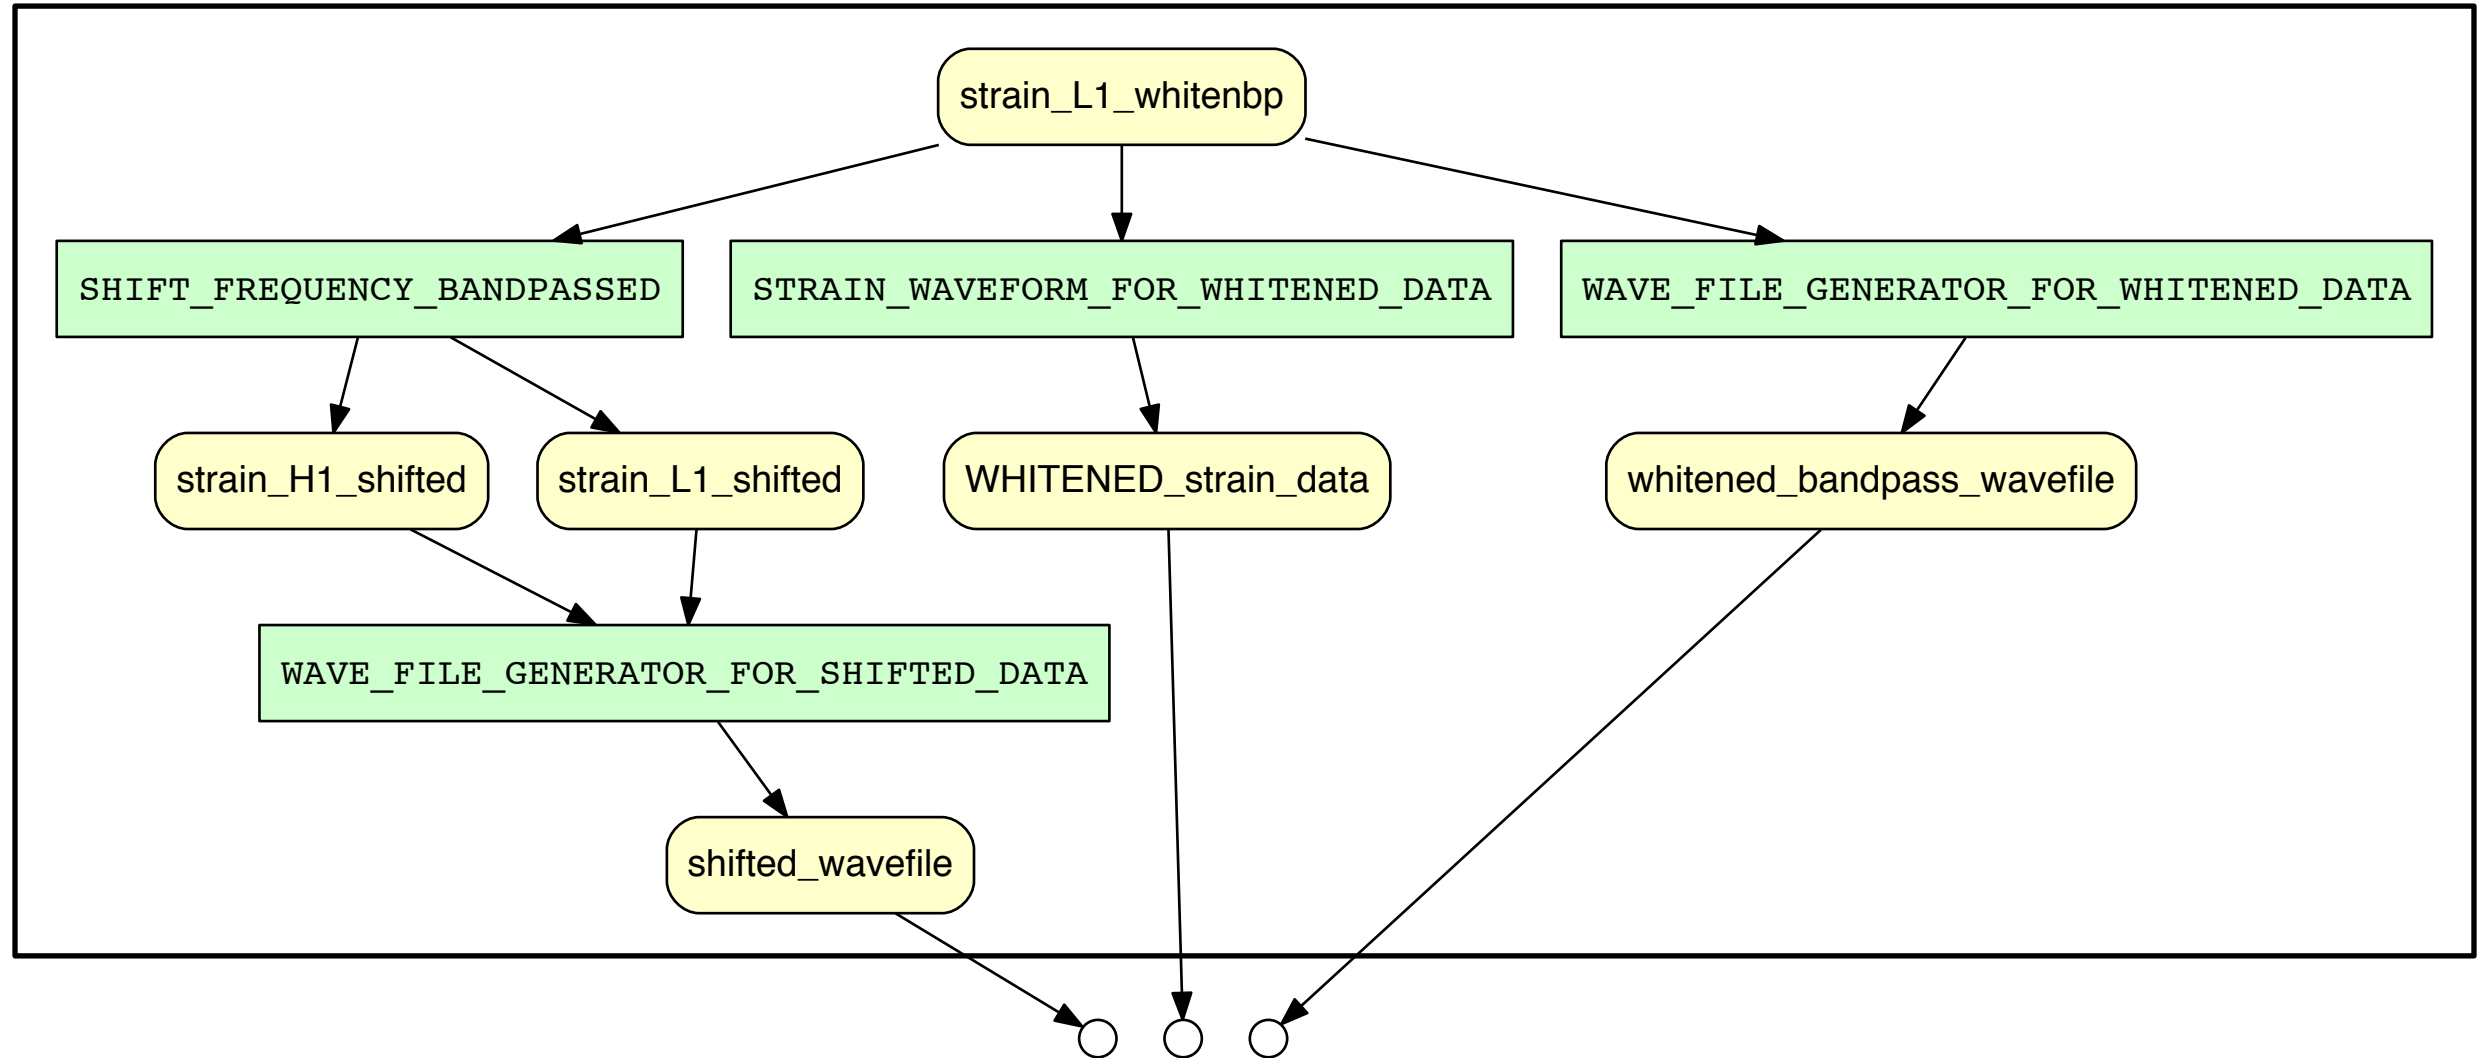 strain_L1_whitenbp
SHIFT_FREQUENCY_BANDPASSED
STRAIN_WAVEFORM_FOR_WHITENED_DATA
WAVE_FILE_GENERATOR_FOR_WHITENED_DATA
strain_H1_shifted
strain_L1_shifted
WHITENED_strain_data
whitened_bandpass_wavefile
WAVE_FILE_GENERATOR_FOR_SHIFTED_DATA
shifted_wavefile